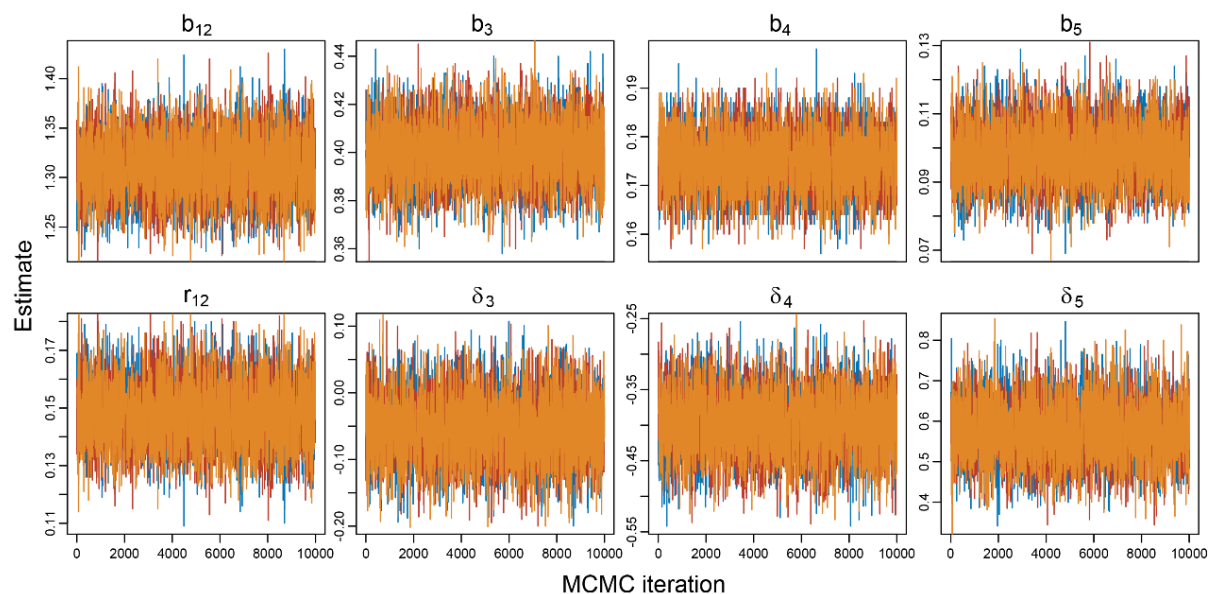 b12 b3 b4 b5
1.25 1.30 1.35 1.40
0.36 0.38 0.40 0.42 0.44
0.16 0.17 0.18 0.19
0.07 0.09 0.11 0.13
Estimate
r12 δ3 δ4 δ5
0.11 0.13 0.15 0.17
-0.20 -0.10 0.00 0.10
-0.55 -0.45 -0.35 -0.25
0.4 0.5 0.6 0.7 0.8
0 2000 4000 6000 8000 10000
0 2000 4000 6000 8000 10000
0 2000 4000 6000 8000 10000
0 2000 4000 6000 8000 10000
MCMC iteration